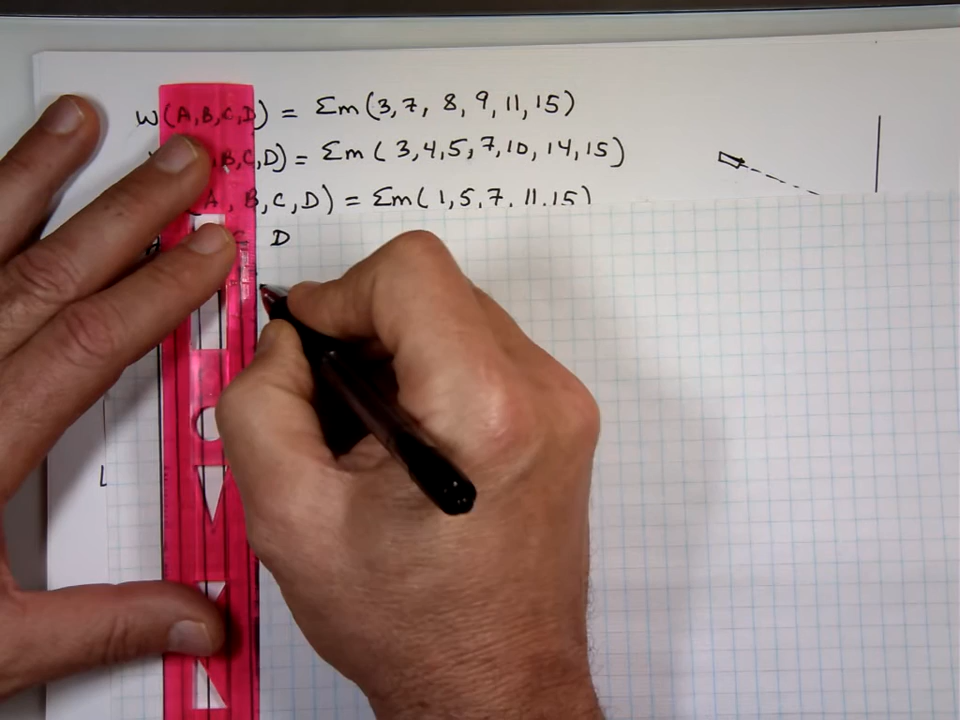 W(A,B,C,D) = Σm(3,7, 8, 9, 11, 15)
B,C,D) = Σm( 3,4,5,7,10, 14, 15)
A, B, C, D) = Σm( 1,5,7, 11, 15)
C D